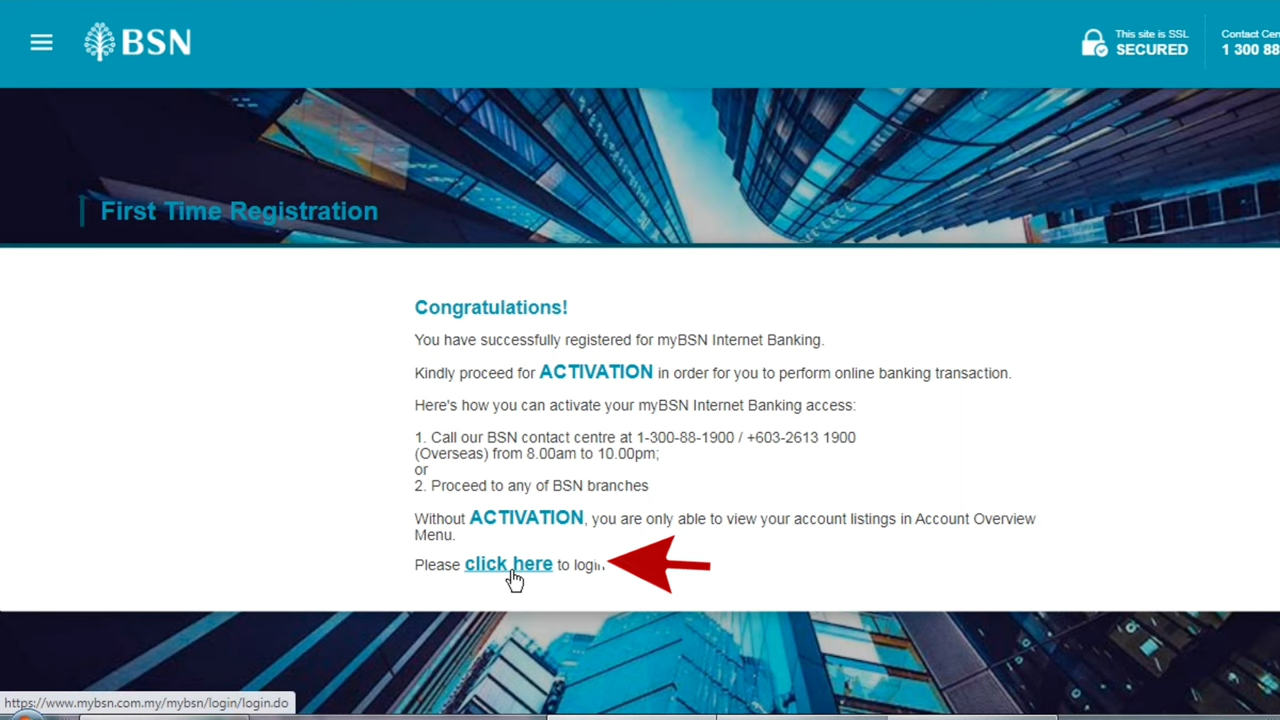 BSN
This site is SSL
SECURED
Contact Cen
1 300 88
First Time Registration
Congratulations!
You have successfully registered for myBSN Internet Banking.
Kindly proceed for ACTIVATION in order for you to perform online banking transaction.
Here's how you can activate your myBSN Internet Banking access:
1. Call our BSN contact centre at 1-300-88-1900 / +603-2613 1900
(Overseas) from 8.00am to 10.00pm;
or
2. Proceed to any of BSN branches
Without ACTIVATION, you are only able to view your account listings in Account Overview
Menu.
Please click here to login
https://www.mybsn.com.my/mybsn/login/login.do